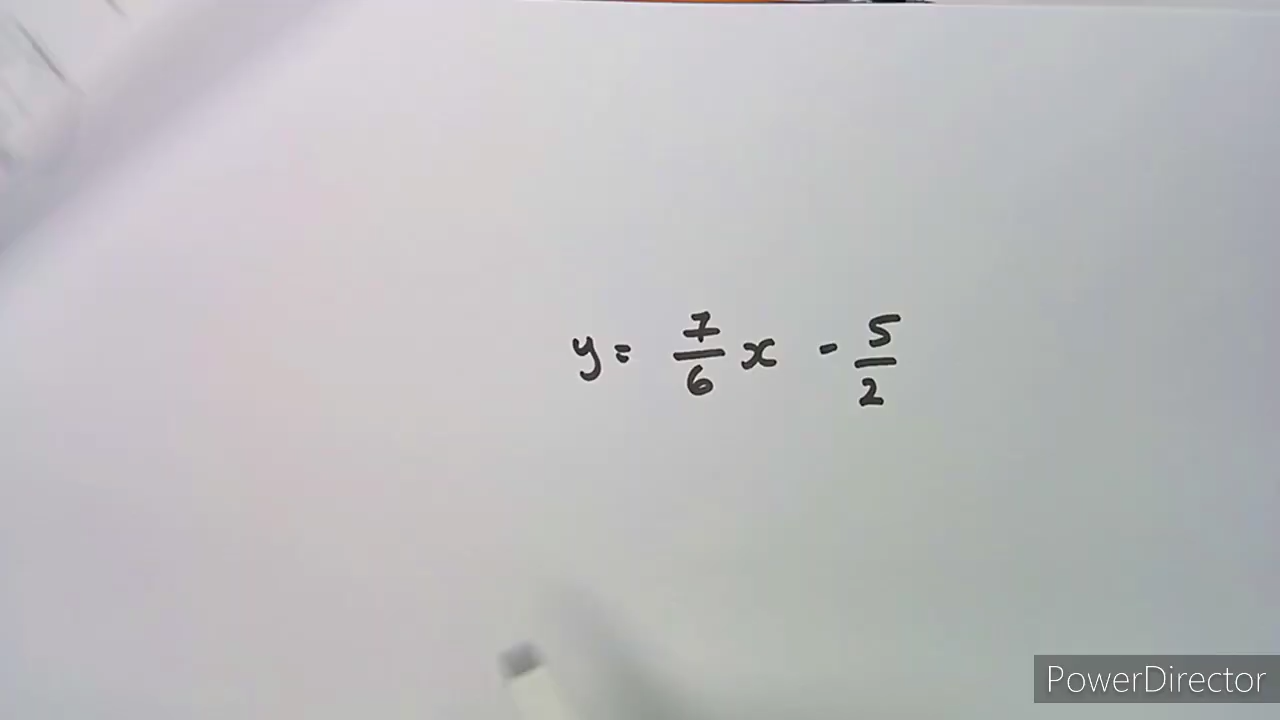 y = 7/6 x - 5/2
PowerDirector